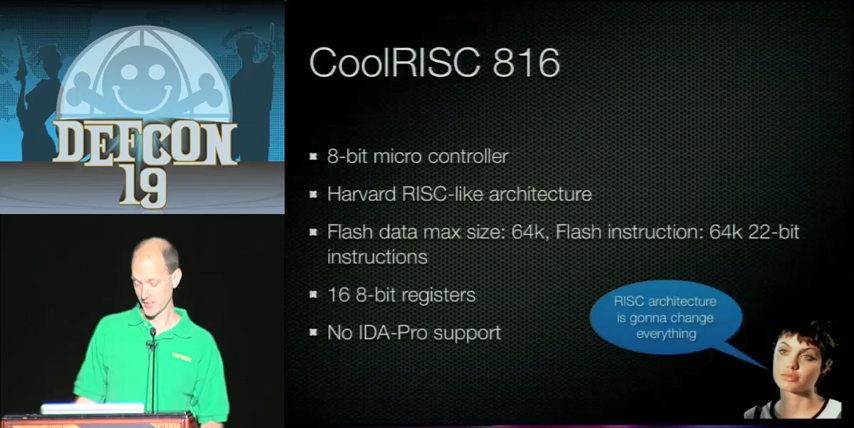 DEFCON
19
CoolRISC 816
8-bit micro controller
Harvard RISC-like architecture
Flash data max size: 64k, Flash instruction: 64k 22-bit
instructions
16 8-bit registers
No IDA-Pro support
RISC architecture
is gonna change
everything